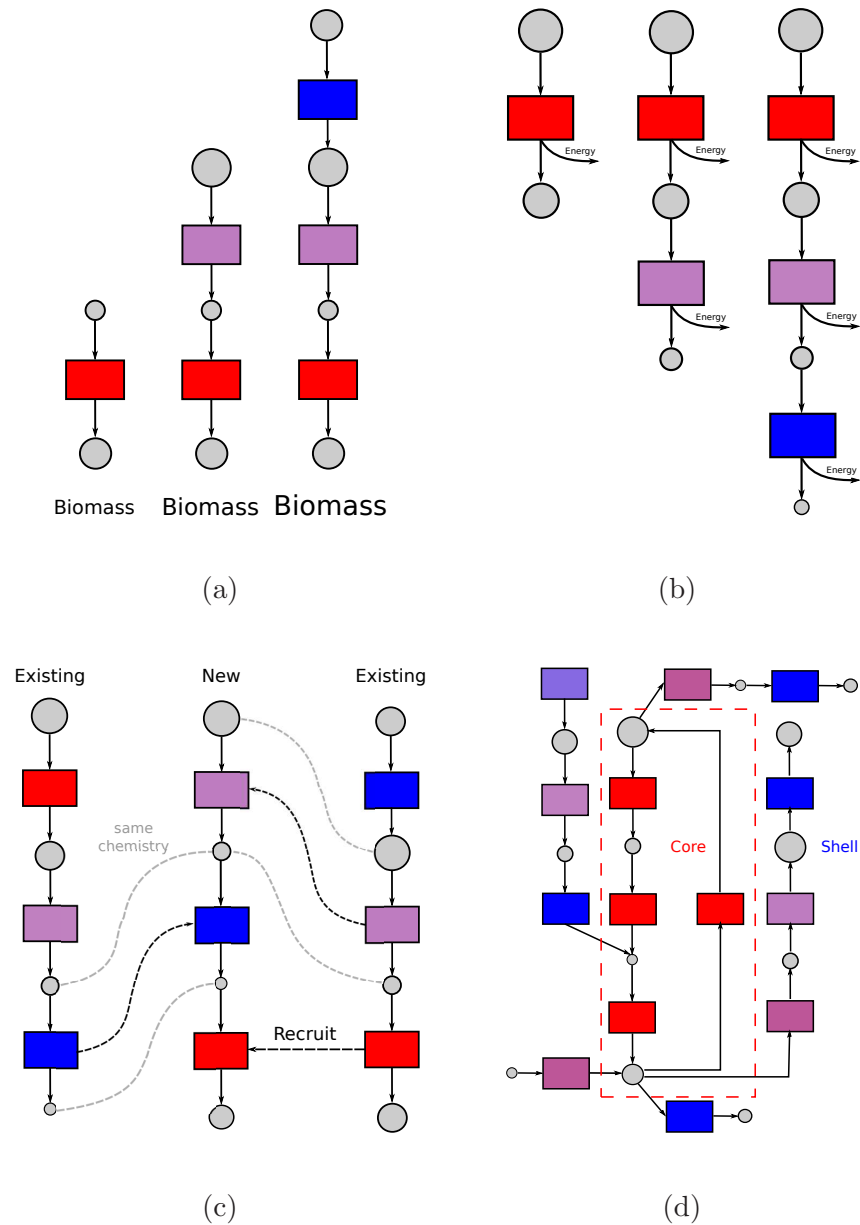 Biomass
Biomass
Biomass
(a)
Energy
Energy
Energy
Energy
Energy
Energy
(b)
Existing
New
Existing
same
chemistry
Recruit
(c)
Core
Shell
(d)